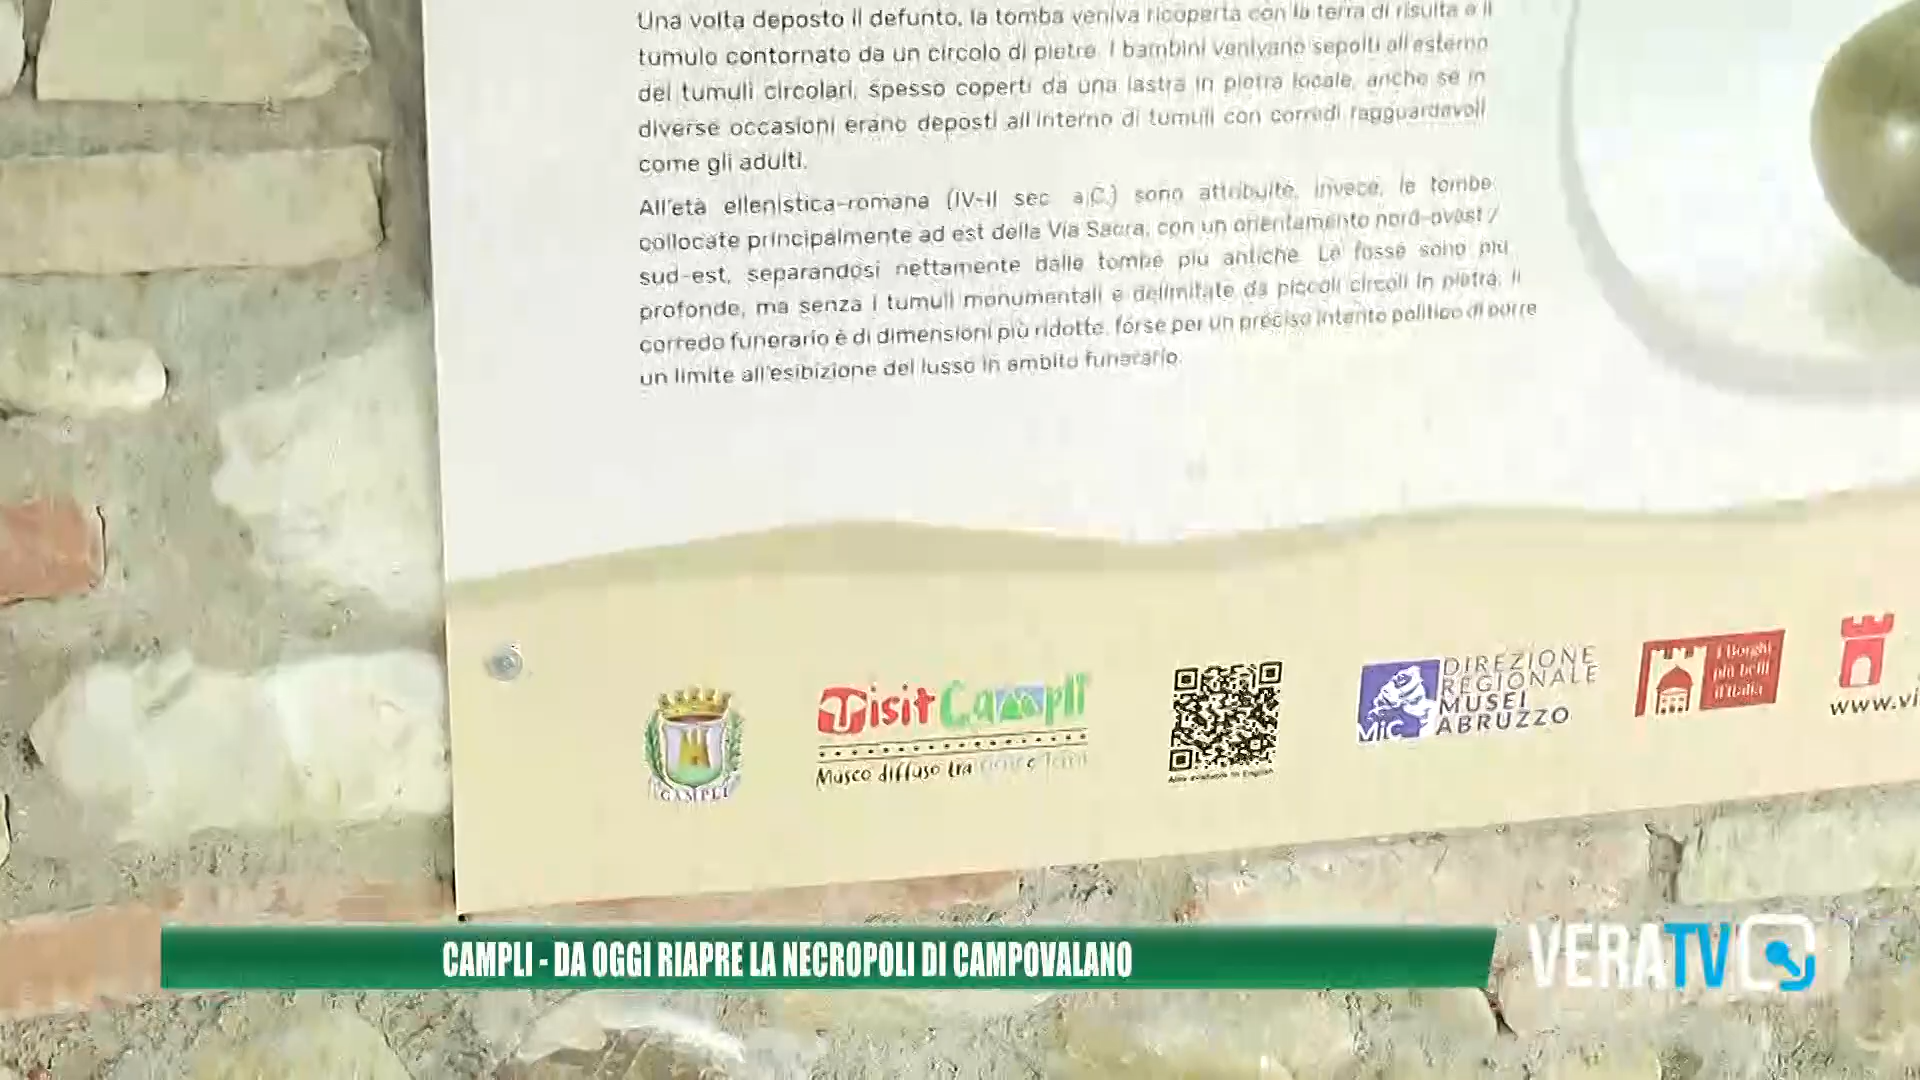 Una volta deposto il defunto, la tomba veniva ricoperta con la terra di risulta e il
tumulo contornato da un circolo di pietre. I bambini venivano sepolti all'esterno
dei tumuli circolari, spesso coperti da una lastra in pietra locale, anche se in
diverse occasioni erano deposti all'interno di tumuli con corredi ragguardevoli
come gli adulti.
All'età ellenistica-romana (IV-II sec a.C.) sono attribuite, invece, le tombe
collocate principalmente ad est della Via Sacra, con un orientamento nord-ovest /
sud-est, separandosi nettamente dalle tombe più antiche. Le fosse sono più
profonde, ma senza i tumuli monumentali e delimitate da piccoli circoli in pietra; il
corredo funerario è di dimensioni più ridotte, forse per un preciso intento politico di porre
un limite all'esibizione del lusso in ambito funerario.
CAMPLI
Visit Campli
Museo diffuso tra
Also available in English
MiC
DIREZIONE
REGIONALE
MUSEI
ABRUZZO
I Borghi
più belli
d'Italia
www.vi
CAMPLI - DA OGGI RIAPRE LA NECROPOLI DI CAMPOVALANO
VERATV